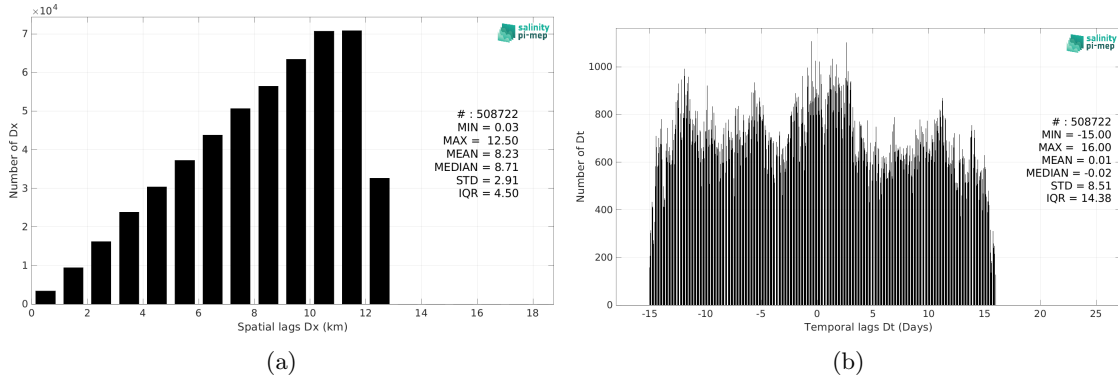 ×10⁴
7
6
5
4
3
2
1
0
Number of Dx
0 2 4 6 8 10 12 14 16 18
Spatial lags Dx (km)
salinity
pi-mep
# : 508722
MIN = 0.03
MAX = 12.50
MEAN = 8.23
MEDIAN = 8.71
STD = 2.91
IQR = 4.50
(a)
1000
800
600
400
200
0
Number of Dt
-15 -10 -5 0 5 10 15 20 25
Temporal lags Dt (Days)
salinity
pi-mep
# : 508722
MIN = -15.00
MAX = 16.00
MEAN = 0.01
MEDIAN = -0.02
STD = 8.51
IQR = 14.38
(b)